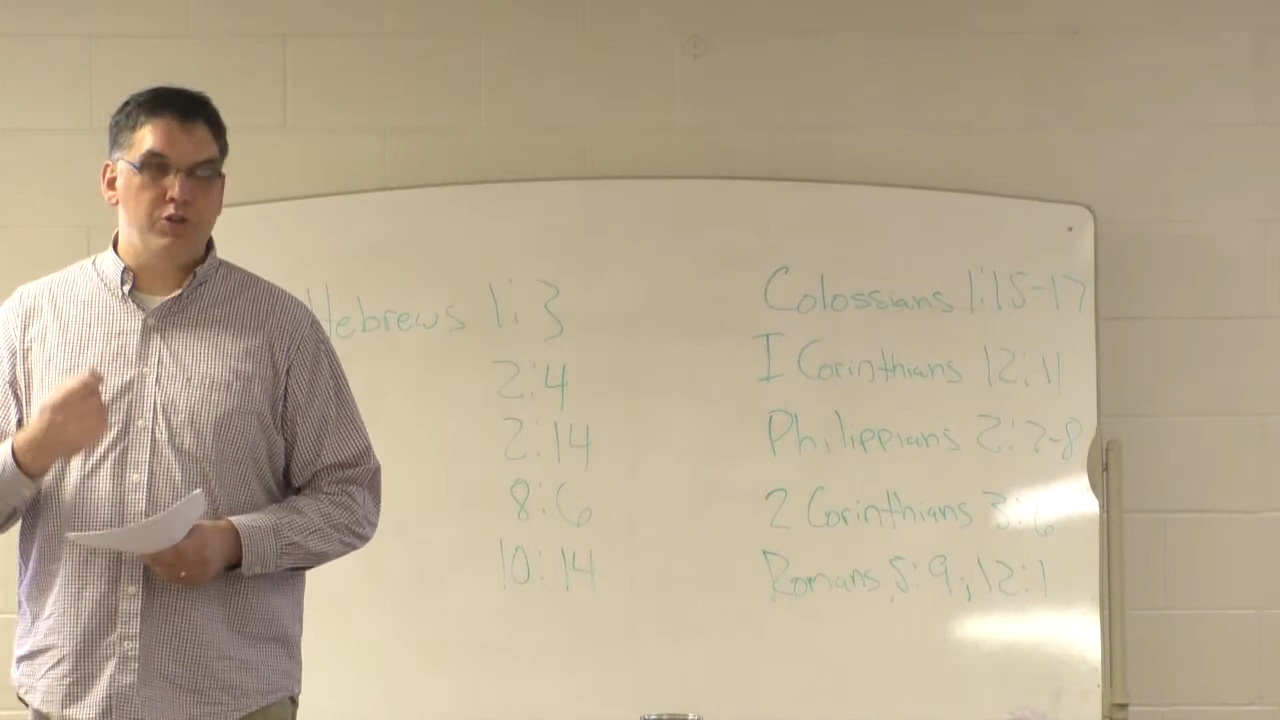 Hebrews 1:3
2:4
2:14
8:6
10:14
Colossians 1:15-17
I Corinthians 12:11
Philippians 2:7-8
2 Corinthians 3:6
Romans 5:9; 12:1